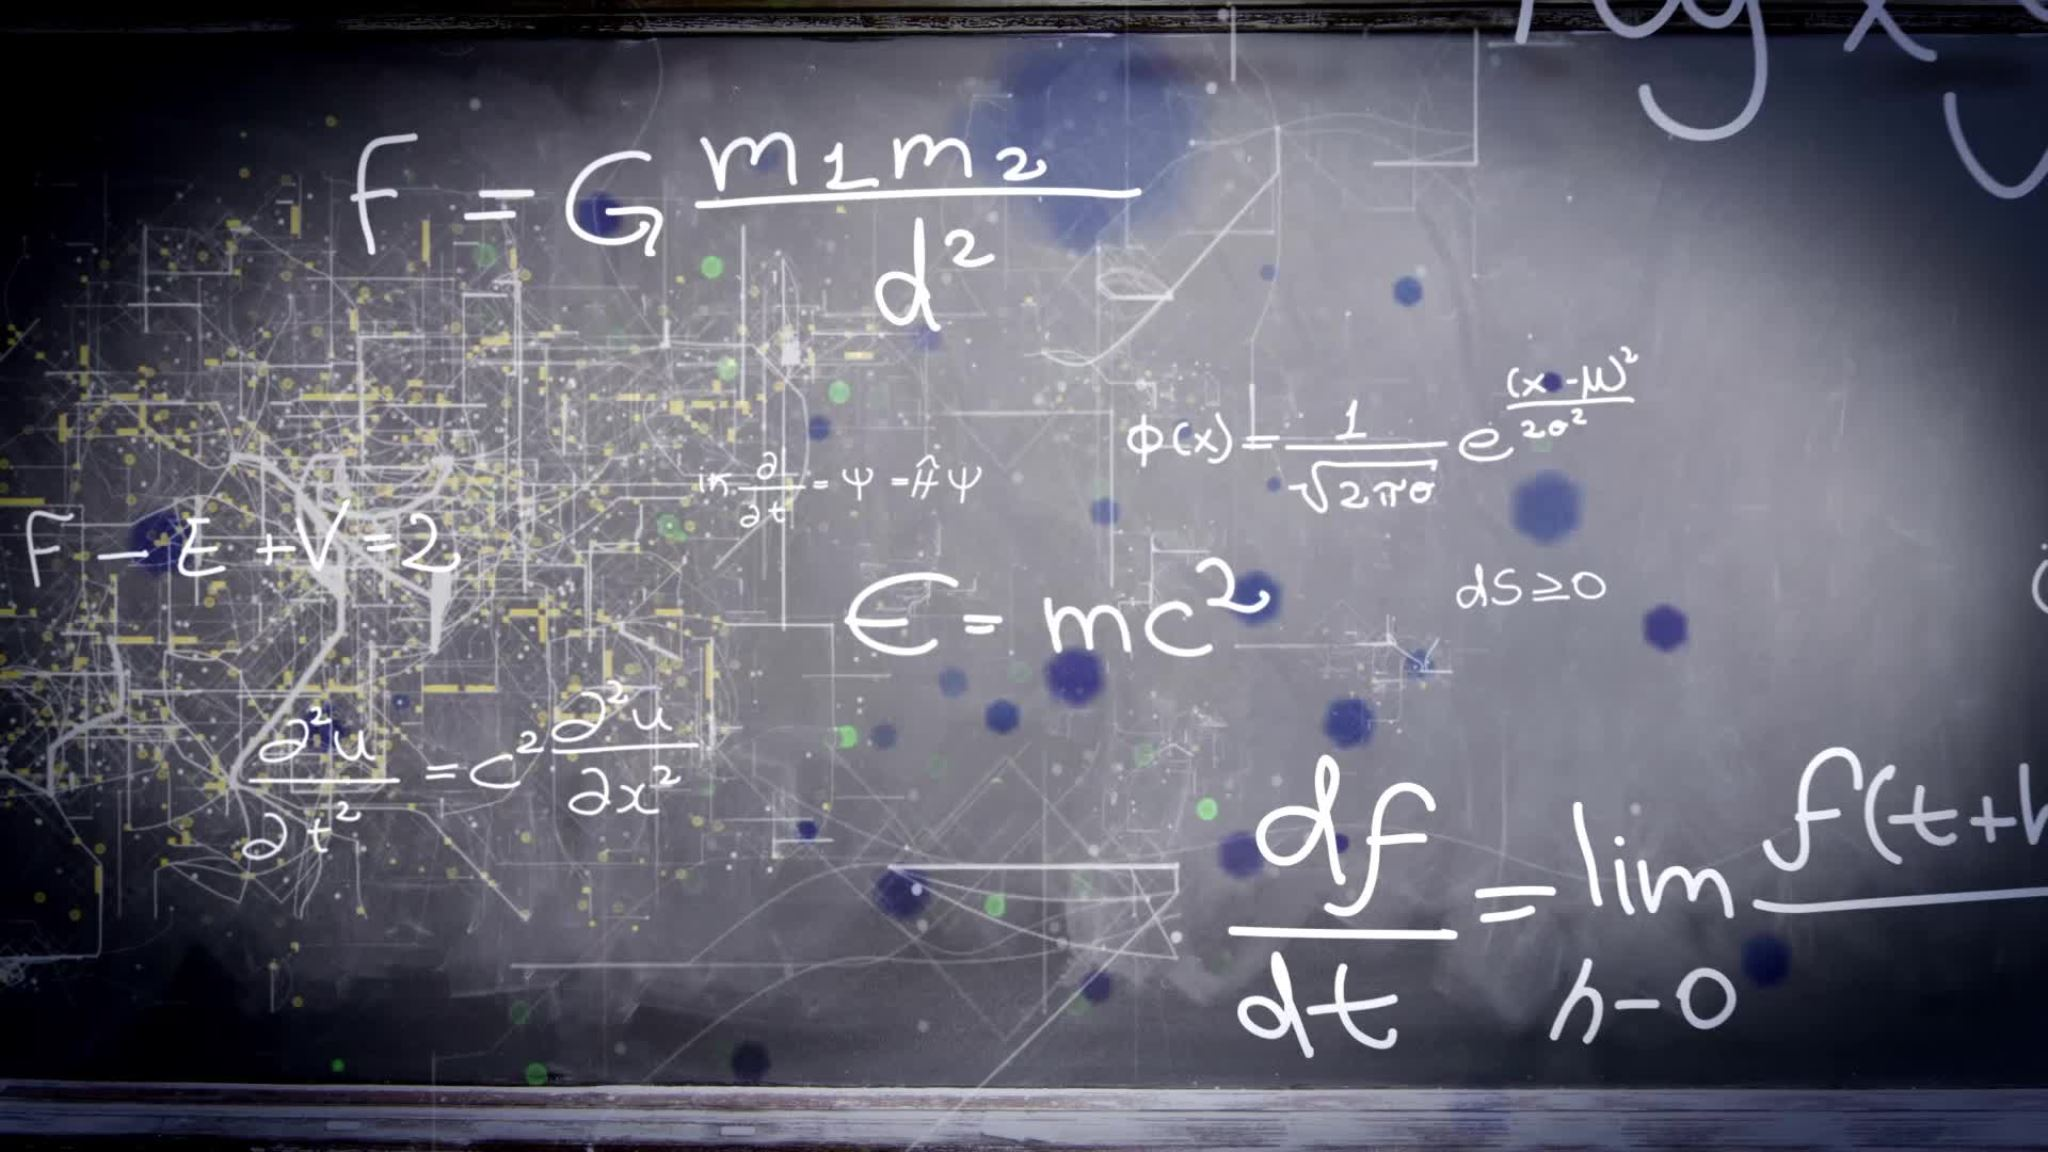 F = G m1m2 / d²
φ(x) = 1 / √2πσ e (x-μ)² / 2σ²
iħ ∂ / ∂t = Ψ = ĤΨ
F - E + V = 2
dS ≥ 0
E = mc²
∂²u / ∂t² = c² ∂²u / ∂x²
df / dt = lim h-0 f(t+h